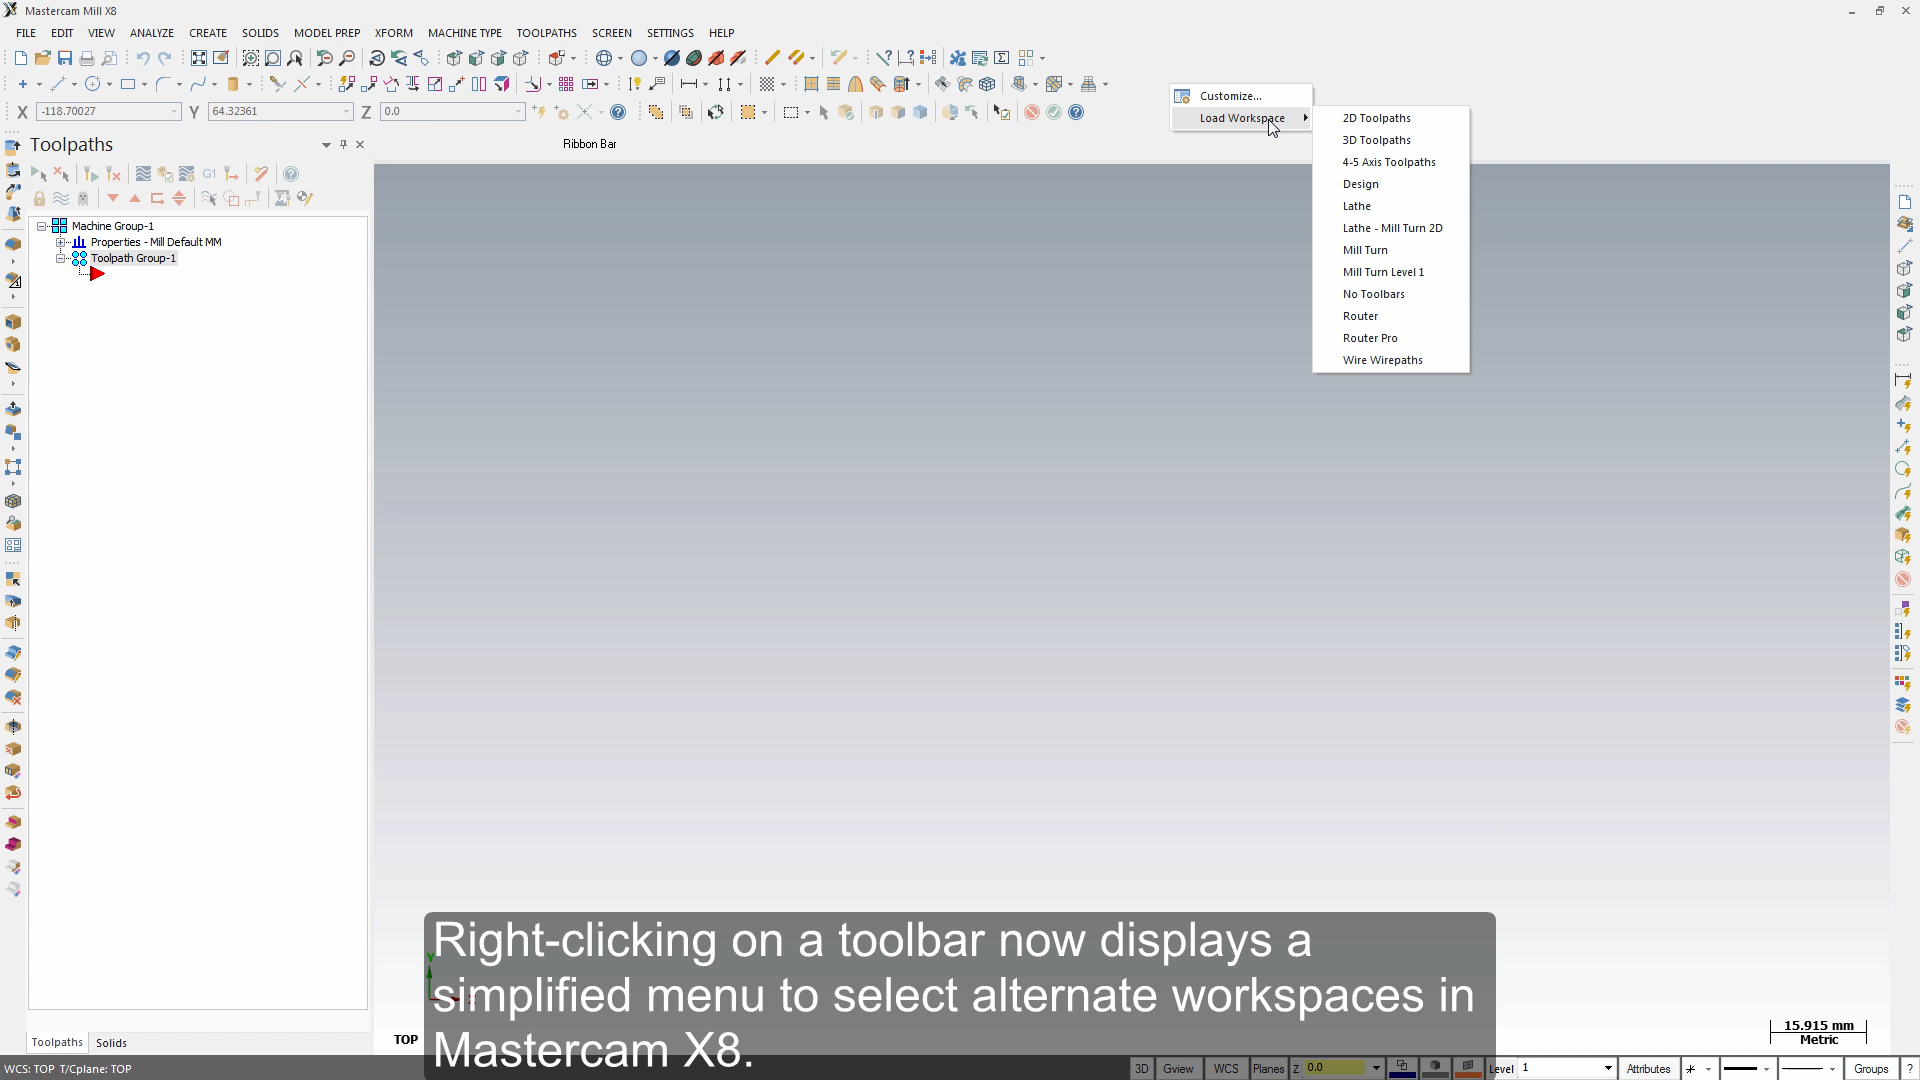 Mastercam Mill X8
FILE EDIT VIEW ANALYZE CREATE SOLIDS MODEL PREP XFORM MACHINE TYPE TOOLPATHS SCREEN SETTINGS HELP
X -118.70027 Y 64.32361 Z 0.0
Customize...
Load Workspace
2D Toolpaths
3D Toolpaths
4-5 Axis Toolpaths
Design
Lathe
Lathe - Mill Turn 2D
Mill Turn
Mill Turn Level 1
No Toolbars
Router
Router Pro
Wire Wirepaths
Toolpaths
Ribbon Bar
G1
Machine Group-1
Properties - Mill Default MM
Toolpath Group-1
Right-clicking on a toolbar now displays a
simplified menu to select alternate workspaces in
Mastercam X8.
TOP
15.915 mm
Metric
Toolpaths Solids
WCS: TOP T/Cplane: TOP
3D Gview WCS Planes Z 0.0 Level 1 Attributes Groups ?